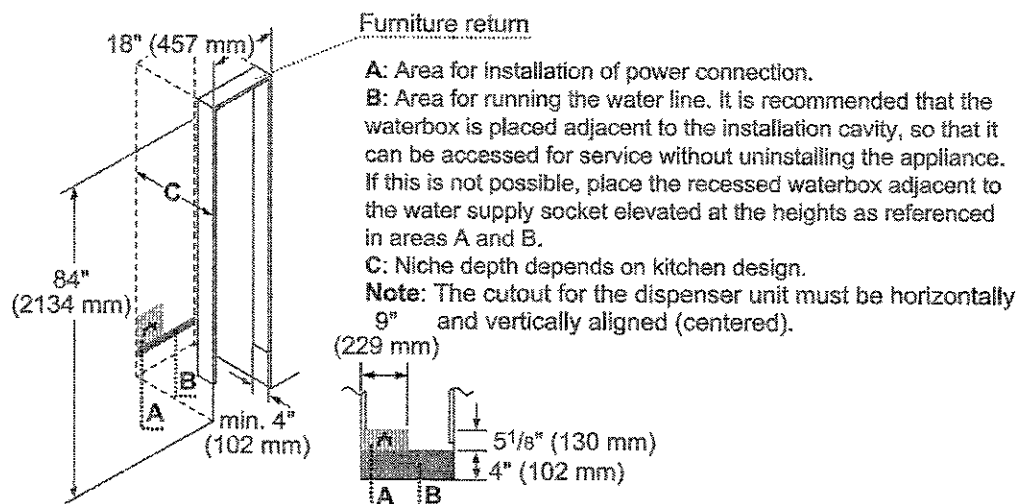 Furniture return
18" (457 mm)
A: Area for installation of power connection.
B: Area for running the water line. It is recommended that the
waterbox is placed adjacent to the installation cavity, so that it
can be accessed for service without uninstalling the appliance.
If this is not possible, place the recessed waterbox adjacent to
the water supply socket elevated at the heights as referenced
in areas A and B.
C: Niche depth depends on kitchen design.
Note: The cutout for the dispenser unit must be horizontally
and vertically aligned (centered).
C
84"
(2134 mm)
A
B
min. 4"
(102 mm)
9"
(229 mm)
5 1/8" (130 mm)
4" (102 mm)
A
B